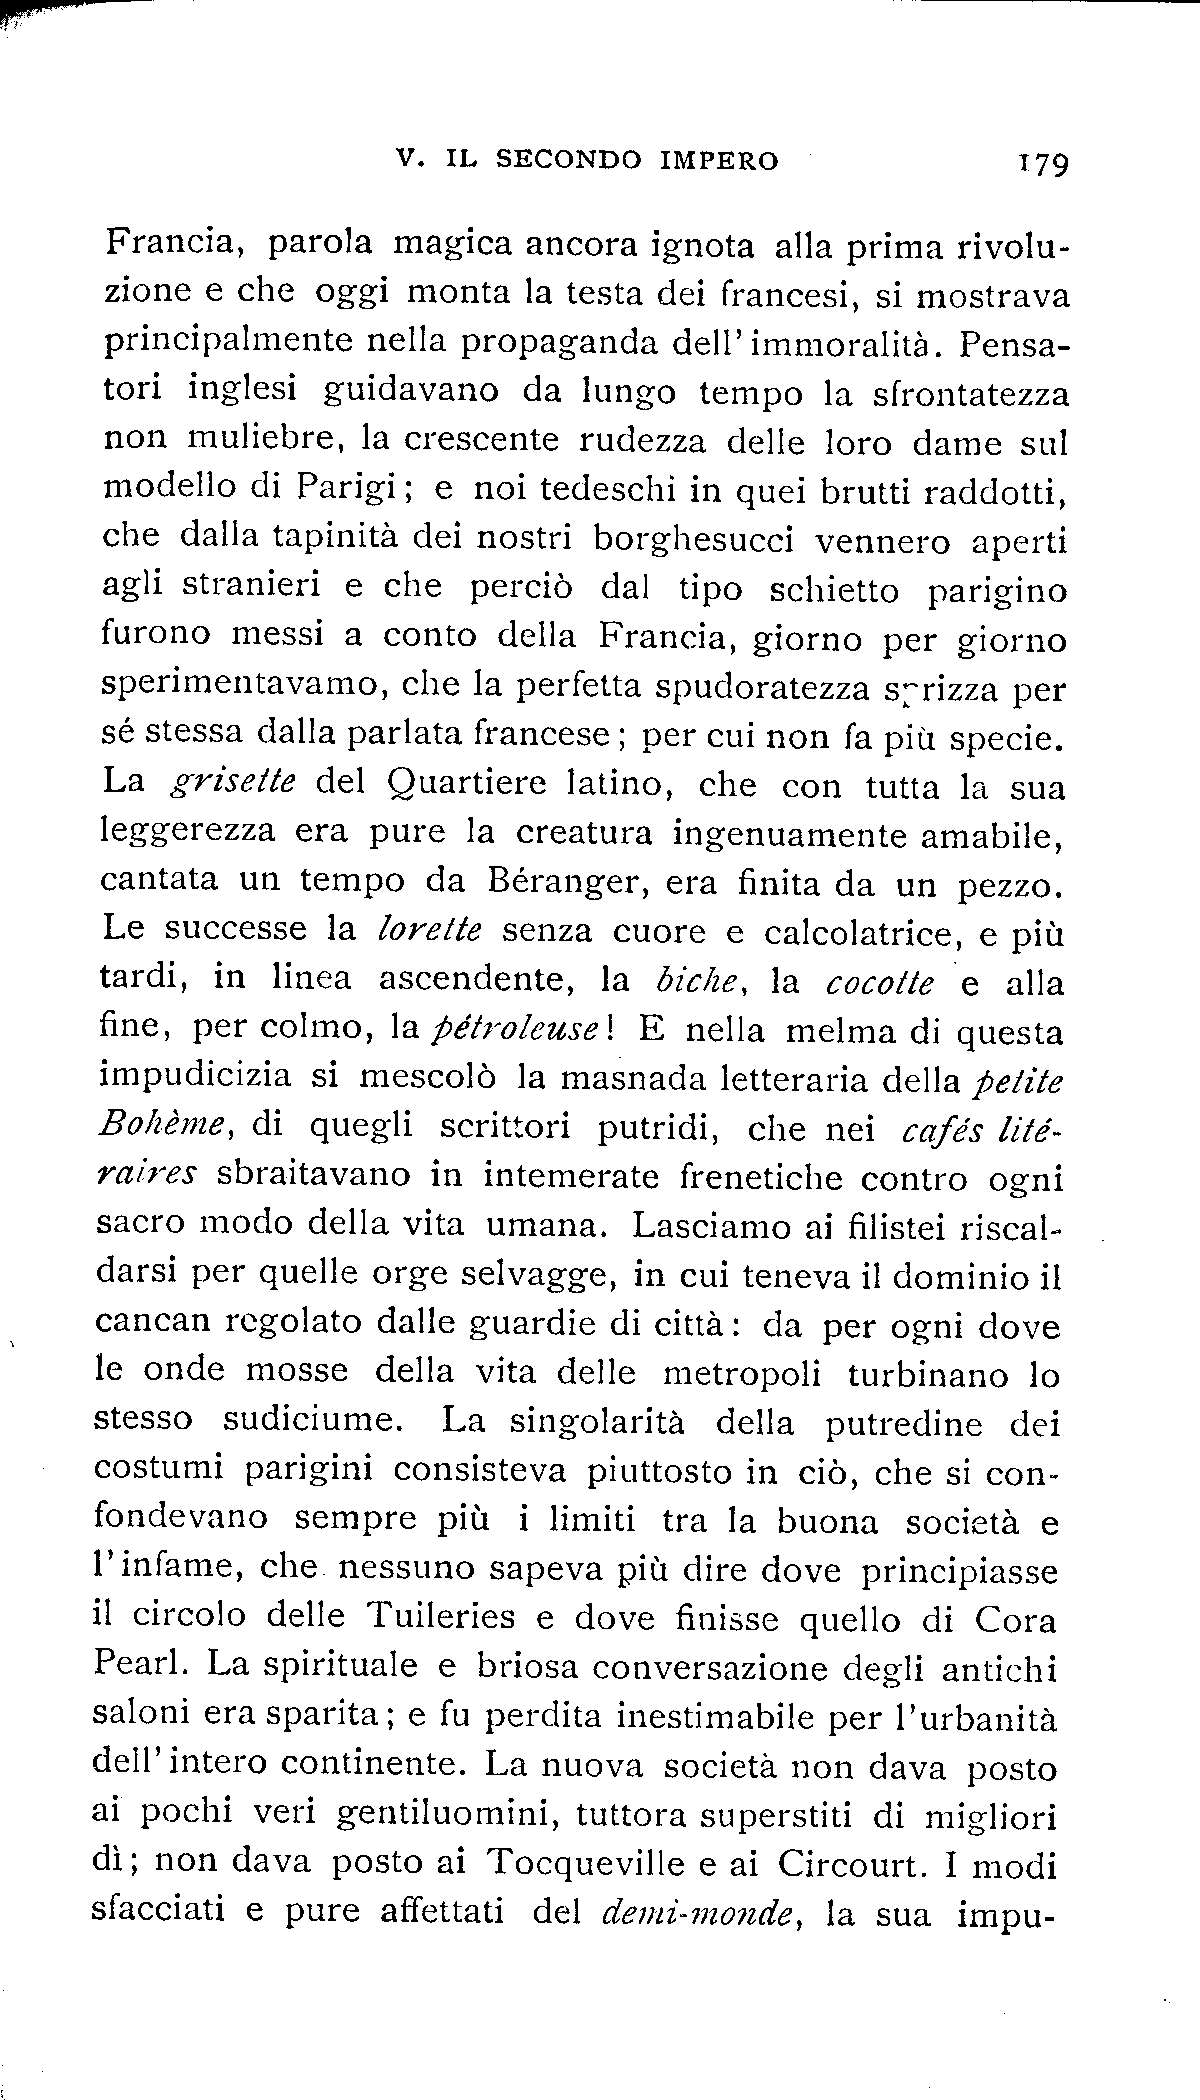 V. IL SECONDO IMPERO 179
Francia, parola magica ancora ignota alla prima rivolu-
zione e che oggi monta la testa dei francesi, si mostrava
principalmente nella propaganda dell' immoralità. Pensa-
tori inglesi guidavano da lungo tempo la sfrontatezza
non muliebre, la crescente rudezza delle loro dame sul
modello di Parigi; e noi tedeschi in quei brutti raddotti,
che dalla tapinità dei nostri borghesucci vennero aperti
agli stranieri e che perciò dal tipo schietto parigino
furono messi a conto della Francia, giorno per giorno
sperimentavamo, che la perfetta spudoratezza per
sé stessa dalla parlata francese; per cui non fa più specie.
La grisette del Quartiere latino, che con tutta la sua
leggerezza era pure la creatura ingenuamente amabile,
cantata un tempo da Béranger, era finita da un pezzo.
Le successe la lorette senza cuore e calcolatrice, e più
tardi, in linea ascendente, la biche, la cocotte e alla
fine, per colmo, la pétroleuse! E nella melma di questa
impudicizia si mescolò la masnada letteraria della petite
Bohème, di quegli scrittori putridi, che nei cafés lité-
raires sbraitavano in intemerate frenetiche contro ogni
sacro modo della vita umana. Lasciamo ai filistei riscal-
darsi per quelle orge selvagge, in cui teneva il dominio il
cancan regolato dalle guardie di città: da per ogni dove
le onde mosse della vita delle metropoli turbinano lo
stesso sudiciume. La singolarità della putredine dei
costumi parigini consisteva piuttosto in ciò, che si con-
fondevano sempre più i limiti tra la buona società e
l'infame, che nessuno sapeva più dire dove principiasse
il circolo delle Tuileries e dove finisse quello di Cora
Pearl. La spirituale e briosa conversazione degli antichi
saloni era sparita; e fu perdita inestimabile per l'urbanità
dell' intero continente. La nuova società non dava posto
ai pochi veri gentiluomini, tuttora superstiti di migliori
dì; non dava posto ai Tocqueville e ai Circourt. I modi
sfacciati e pure affettati del demi-monde, la sua impu-